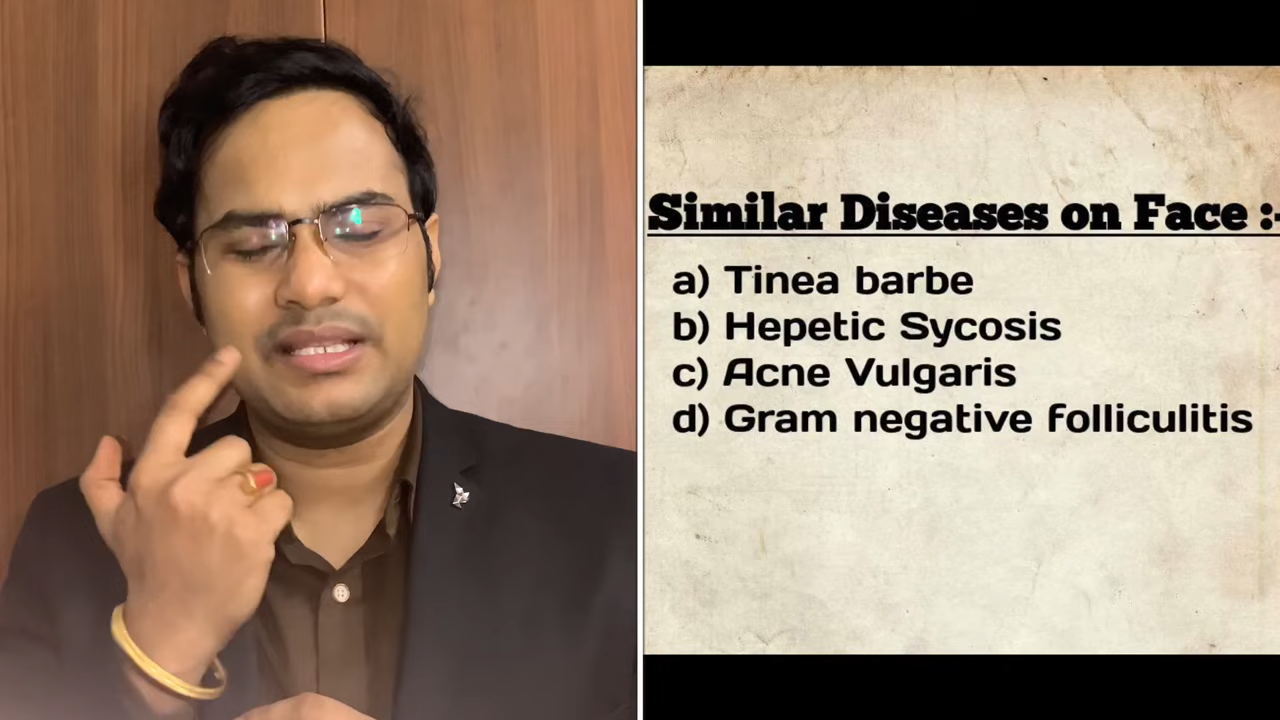 Similar Diseases on Face :-
a) Tinea barbe
b) Hepetic Sycosis
c) Acne Vulgaris
d) Gram negative folliculitis